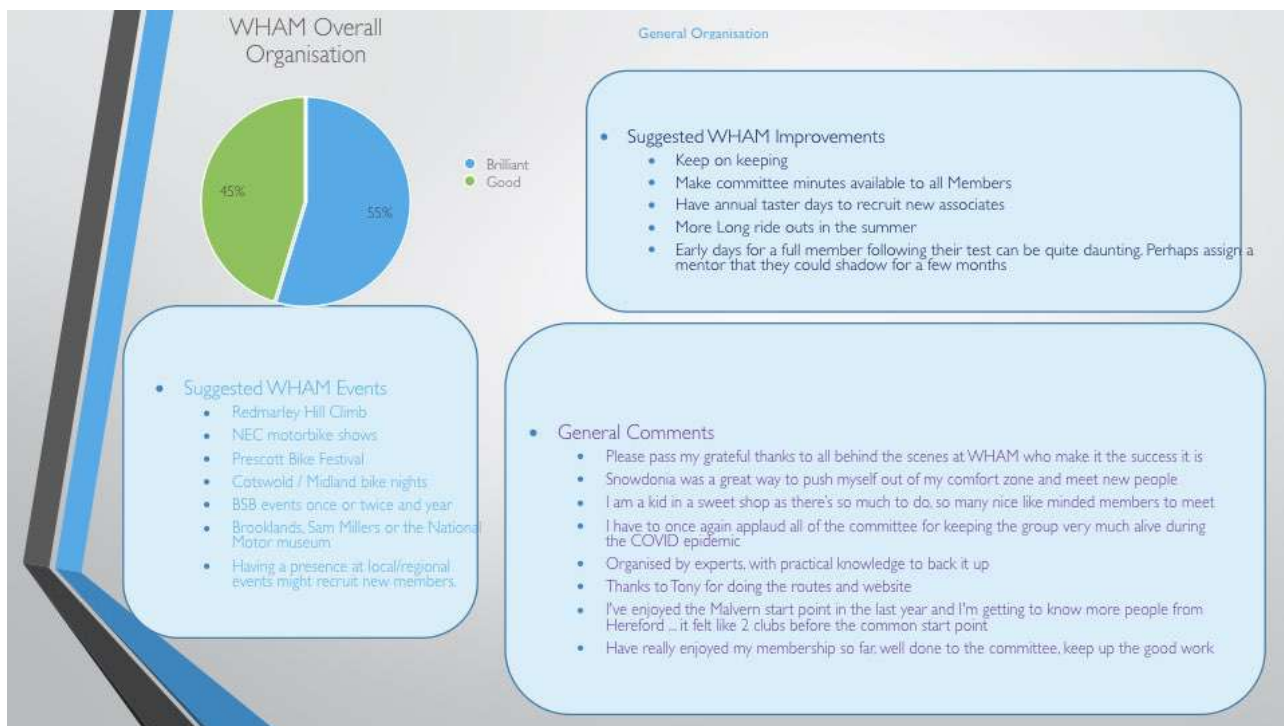 WHAM Overall
Organisation
General Organisation
45%
55%
Brilliant
Good
Suggested WHAM Improvements
Keep on keeping
Make committee minutes available to all Members
Have annual taster days to recruit new associates
More Long ride outs in the summer
Early days for a full member following their test can be quite daunting. Perhaps assign a
mentor that they could shadow for a few months
Suggested WHAM Events
Redmarley Hill Climb
NEC motorbike shows
Prescott Bike Festival
Cotswold / Midland bike nights
BSB events once or twice and year
Brooklands, Sam Millers or the National
Motor museum
Having a presence at local/regional
events might recruit new members.
General Comments
Please pass my grateful thanks to all behind the scenes at WHAM who make it the success it is
Snowdonia was a great way to push myself out of my comfort zone and meet new people
I am a kid in a sweet shop as there's so much to do, so many nice like minded members to meet
I have to once again applaud all of the committee for keeping the group very much alive during
the COVID epidemic
Organised by experts, with practical knowledge to back it up
Thanks to Tony for doing the routes and website
I've enjoyed the Malvern start point in the last year and I'm getting to know more people from
Hereford ... it felt like 2 clubs before the common start point
Have really enjoyed my membership so far, well done to the committee, keep up the good work